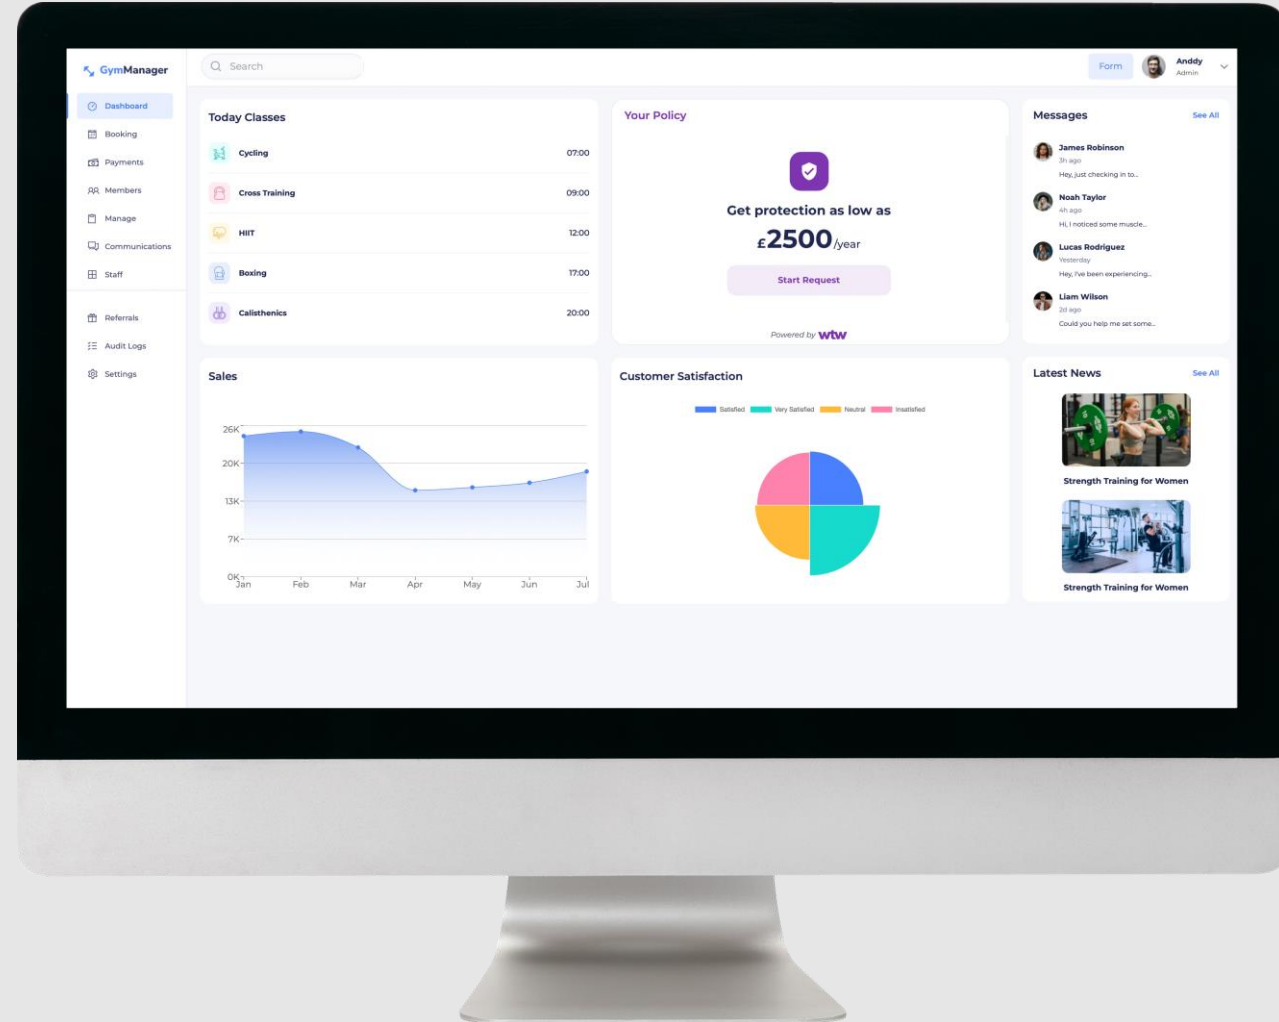 GymManager
Search
Form
Anddy
Admin
Dashboard
Booking
Payments
Members
Manage
Communications
Staff
Referrals
Audit Logs
Settings
Today Classes
Cycling 07:00
Cross Training 09:00
HIIT 12:00
Boxing 17:00
Calisthenics 20:00
Your Policy
Get protection as low as
£2500/year
Start Request
Powered by wtw
Messages See All
James Robinson
3h ago
Hey, just checking in to...
Noah Taylor
4h ago
Hi, I noticed some muscle...
Lucas Rodriguez
Yesterday
Hey, I've been experiencing...
Liam Wilson
2d ago
Could you help me set some...
Sales
26K
20K
13K
7K
0K
Jan Feb Mar Apr May Jun Jul
Customer Satisfaction
Satisfied Very Satisfied Neutral Insatisfied
Latest News See All
Strength Training for Women
Strength Training for Women